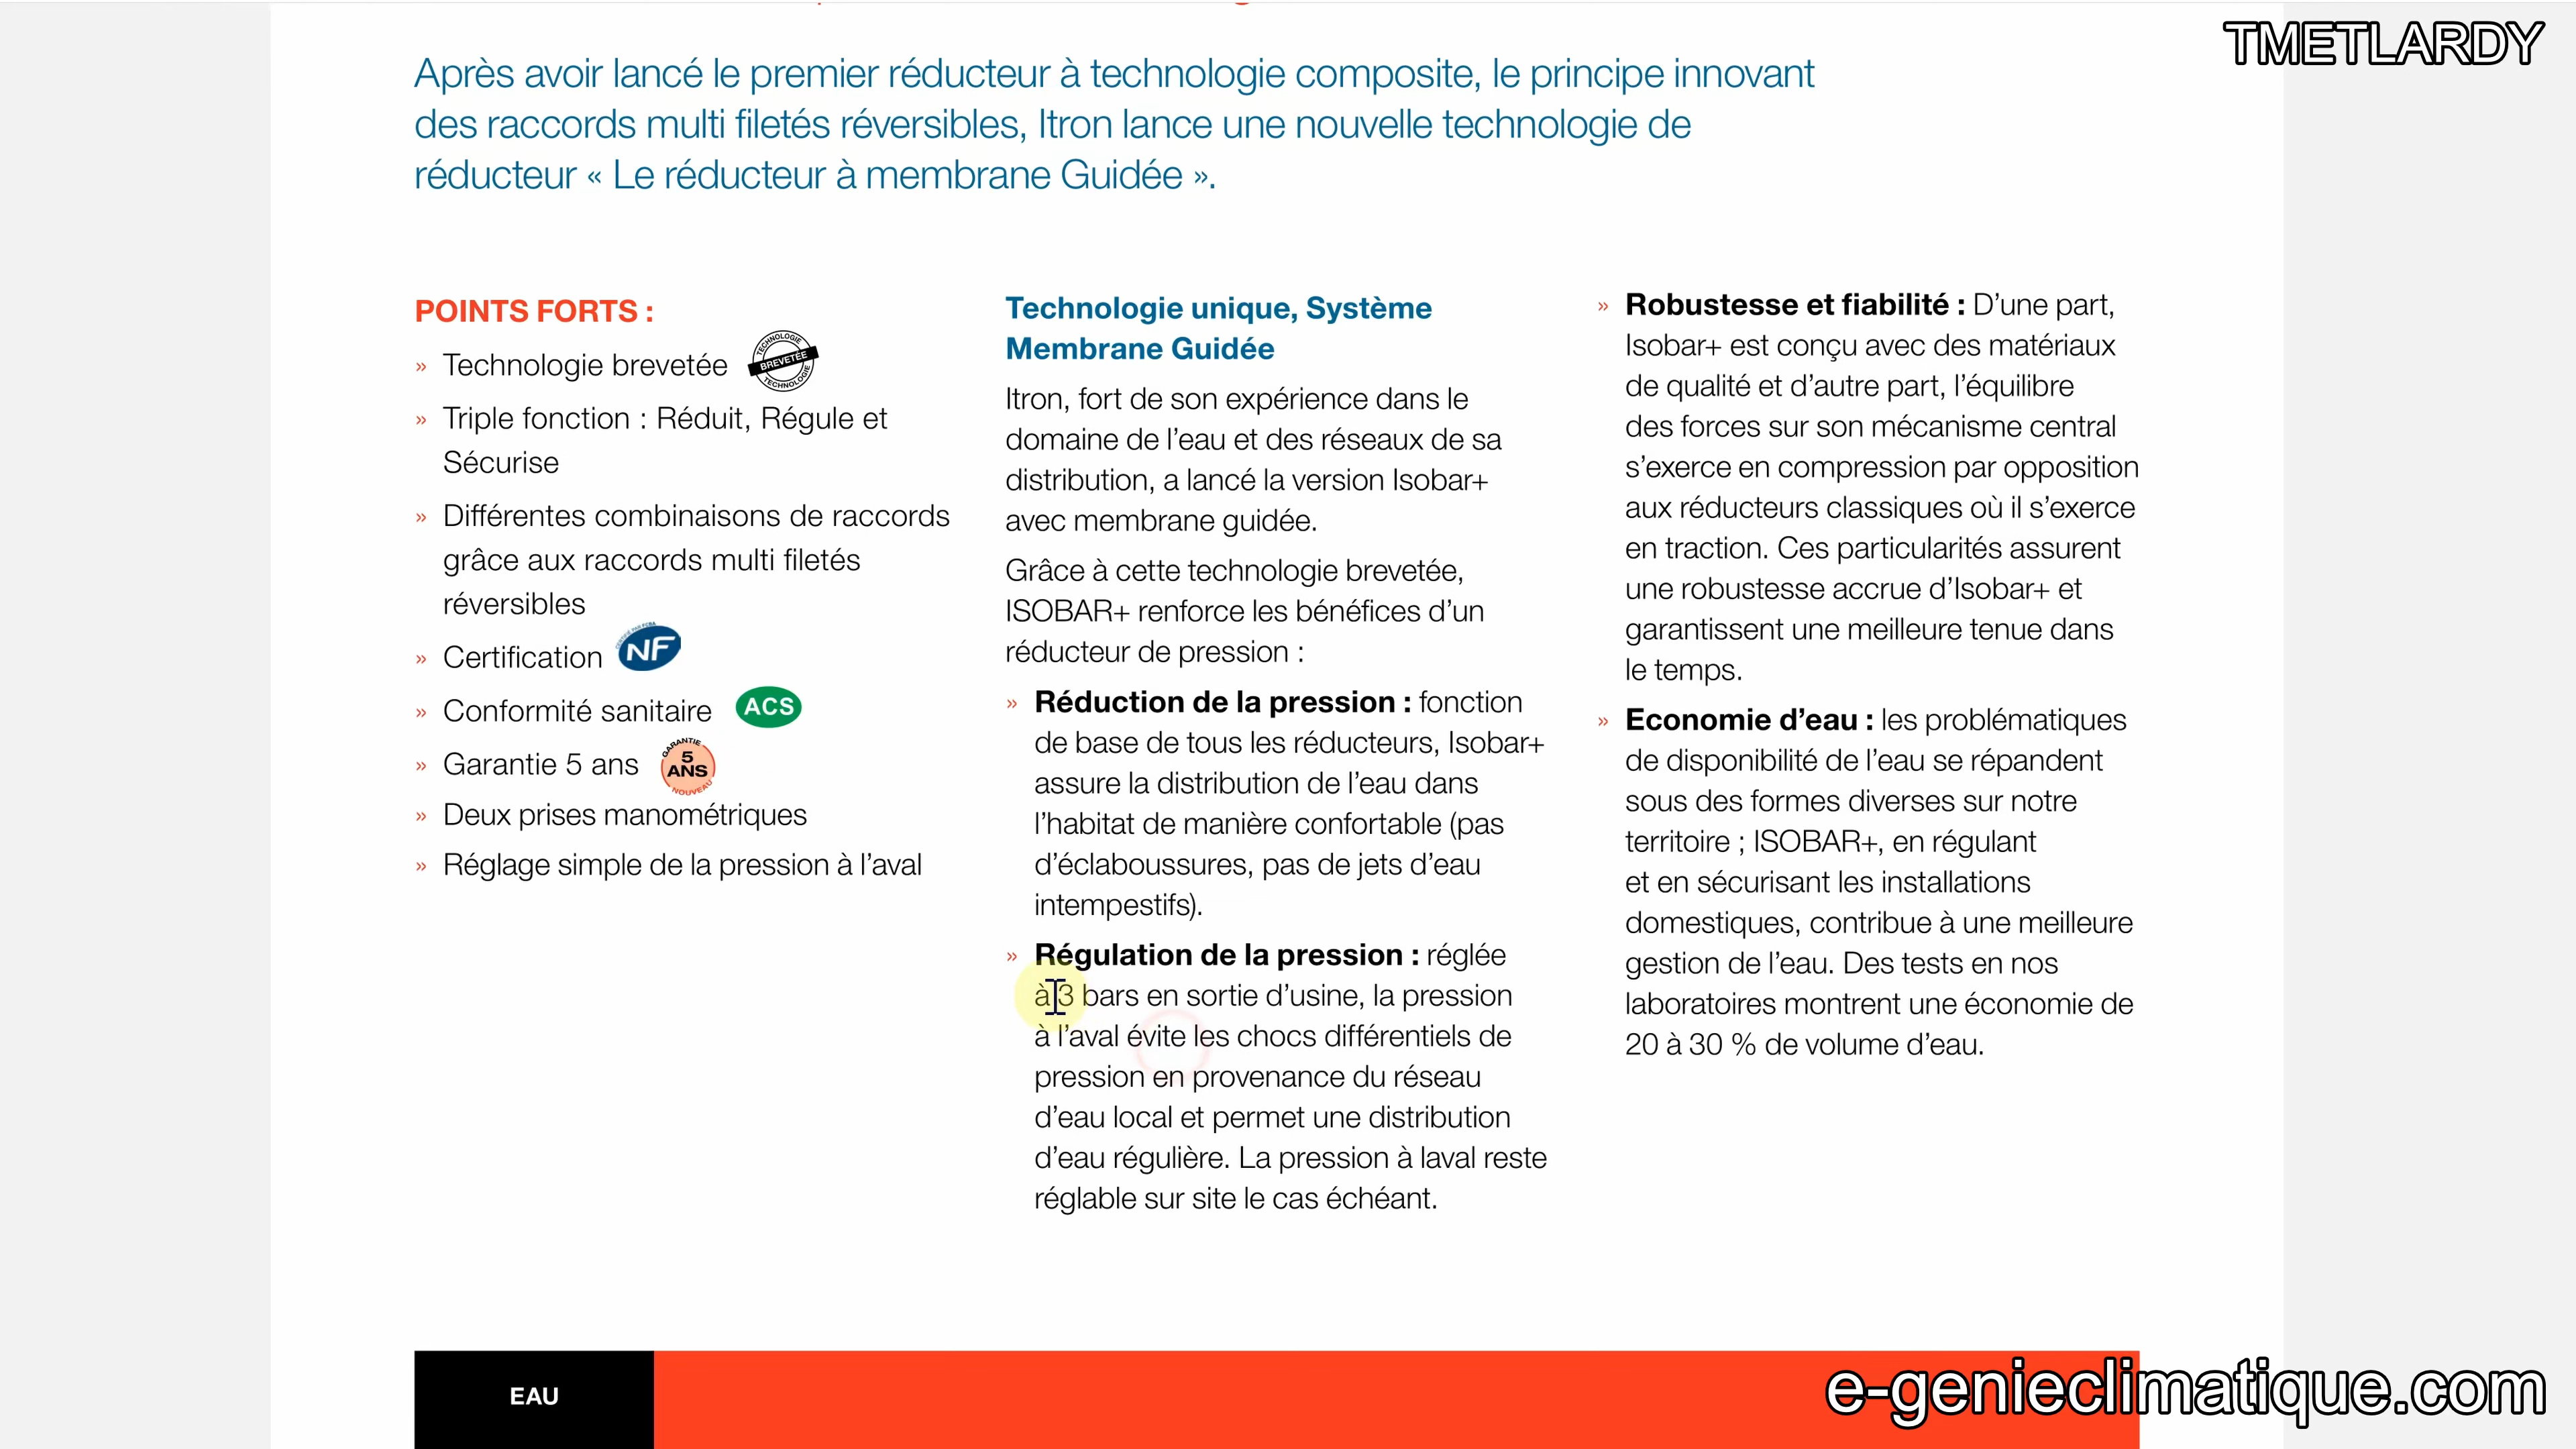 TMETLARDY
Après avoir lancé le premier réducteur à technologie composite, le principe innovant
des raccords multi filetés réversibles, Itron lance une nouvelle technologie de
réducteur « Le réducteur à membrane Guidée ».
POINTS FORTS :
» Technologie brevetée
TECHNOLOGIE
BREVETÉE
TECHNOLOGIE
» Triple fonction : Réduit, Régule et
Sécurise
» Différentes combinaisons de raccords
grâce aux raccords multi filetés
réversibles
» Certification NF
» Conformité sanitaire ACS
» Garantie 5 ans
GARANTIE
5
ANS
NOUVEAU
» Deux prises manométriques
» Réglage simple de la pression à l’aval
Technologie unique, Système
Membrane Guidée
Itron, fort de son expérience dans le
domaine de l’eau et des réseaux de sa
distribution, a lancé la version Isobar+
avec membrane guidée.
Grâce à cette technologie brevetée,
ISOBAR+ renforce les bénéfices d’un
réducteur de pression :
» Réduction de la pression : fonction
de base de tous les réducteurs, Isobar+
assure la distribution de l’eau dans
l’habitat de manière confortable (pas
d’éclaboussures, pas de jets d’eau
intempestifs).
» Régulation de la pression : réglée
à 3 bars en sortie d’usine, la pression
à l’aval évite les chocs différentiels de
pression en provenance du réseau
d’eau local et permet une distribution
d’eau régulière. La pression à laval reste
réglable sur site le cas échéant.
» Robustesse et fiabilité : D’une part,
Isobar+ est conçu avec des matériaux
de qualité et d’autre part, l’équilibre
des forces sur son mécanisme central
s’exerce en compression par opposition
aux réducteurs classiques où il s’exerce
en traction. Ces particularités assurent
une robustesse accrue d’Isobar+ et
garantissent une meilleure tenue dans
le temps.
» Economie d’eau : les problématiques
de disponibilité de l’eau se répandent
sous des formes diverses sur notre
territoire ; ISOBAR+, en régulant
et en sécurisant les installations
domestiques, contribue à une meilleure
gestion de l’eau. Des tests en nos
laboratoires montrent une économie de
20 à 30 % de volume d’eau.
EAU
e-genieclimatique.com